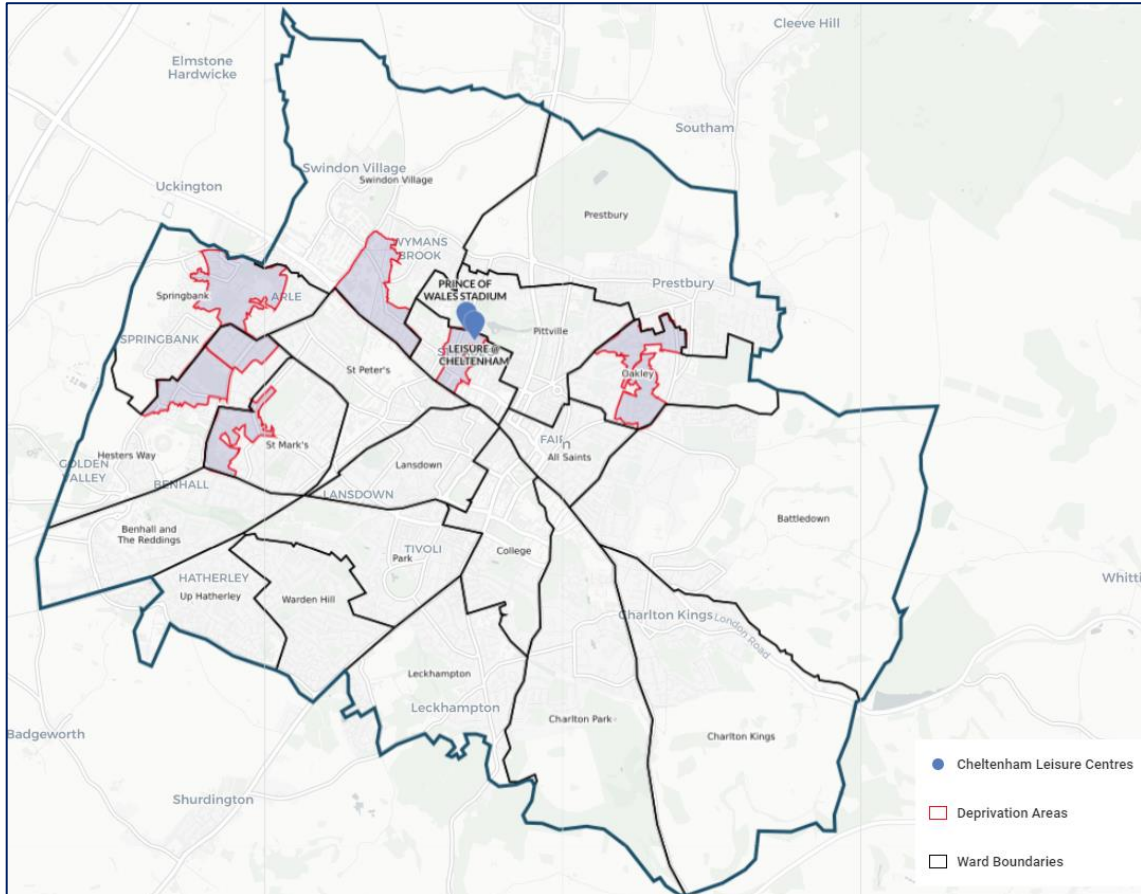 Cleeve Hill
Elmstone
Hardwicke
Southam
Swindon Village
Swindon Village
Uckington
Prestbury
WYMANS
BROOK
Prestbury
PRINCE OF
WALES STADIUM
Springbank
ARLE
SPRINGBANK
Pittville
LEISURE @
CHELTENHAM
St Peter's
Oakley
St Mark's
All Saints
Hesters Way
GOLDEN
VALLEY
BENHALL
Lansdown
LANSDOWN
Battledown
Benhall and
The Reddings
TIVOLI
Park
College
HATHERLEY
Up Hatherley
Warden Hill
Charlton Kings
London Road
Whitti
Leckhampton
Leckhampton
Charlton Park
Charlton Kings
Badgeworth
Shurdington
Cheltenham Leisure Centres
Deprivation Areas
Ward Boundaries